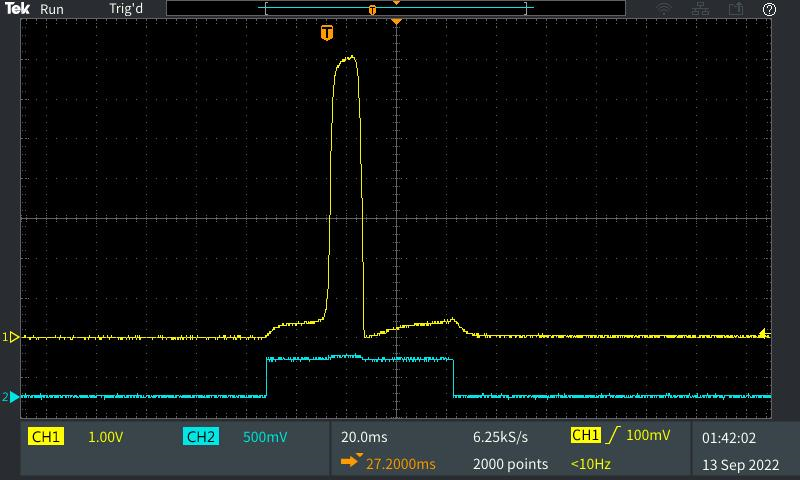 Tek Run Trig'd ?
T
T
1
2
CH1 1.00V CH2 500mV 20.0ms 6.25kS/s CH1 100mV 01:42:02
27.2000ms 2000 points <10Hz 13 Sep 2022